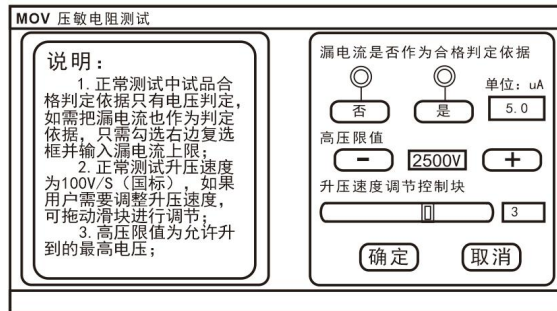 MOV 压敏电阻测试
说明：
1.正常测试中试品合
格判定依据只有电压判定，
如需把漏电流也作为判定
依据，只需勾选右边复选
框并输入漏电流上限；
2.正常测试升压速度
为100V/S（国标），如果
用户需要调整升压速度，
可拖动滑块进行调节；
3.高压限值为允许升
到的最高电压；
漏电流是否作为合格判定依据
单位：uA
否
是
5.0
高压限值
－
2500V
＋
升压速度调节控制块
3
确定
取消